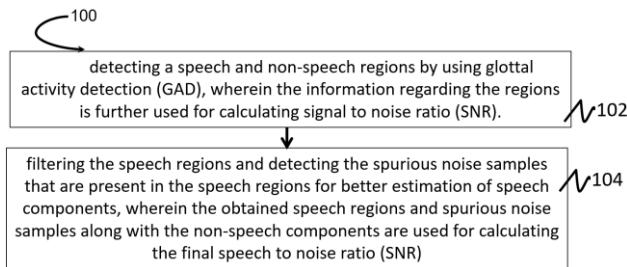 100
detecting a speech and non-speech regions by using glottal
activity detection (GAD), wherein the information regarding the regions
is further used for calculating signal to noise ratio (SNR).
102
filtering the speech regions and detecting the spurious noise samples
that are present in the speech regions for better estimation of speech
components, wherein the obtained speech regions and spurious noise
samples along with the non-speech components are used for calculating
the final speech to noise ratio (SNR)
104